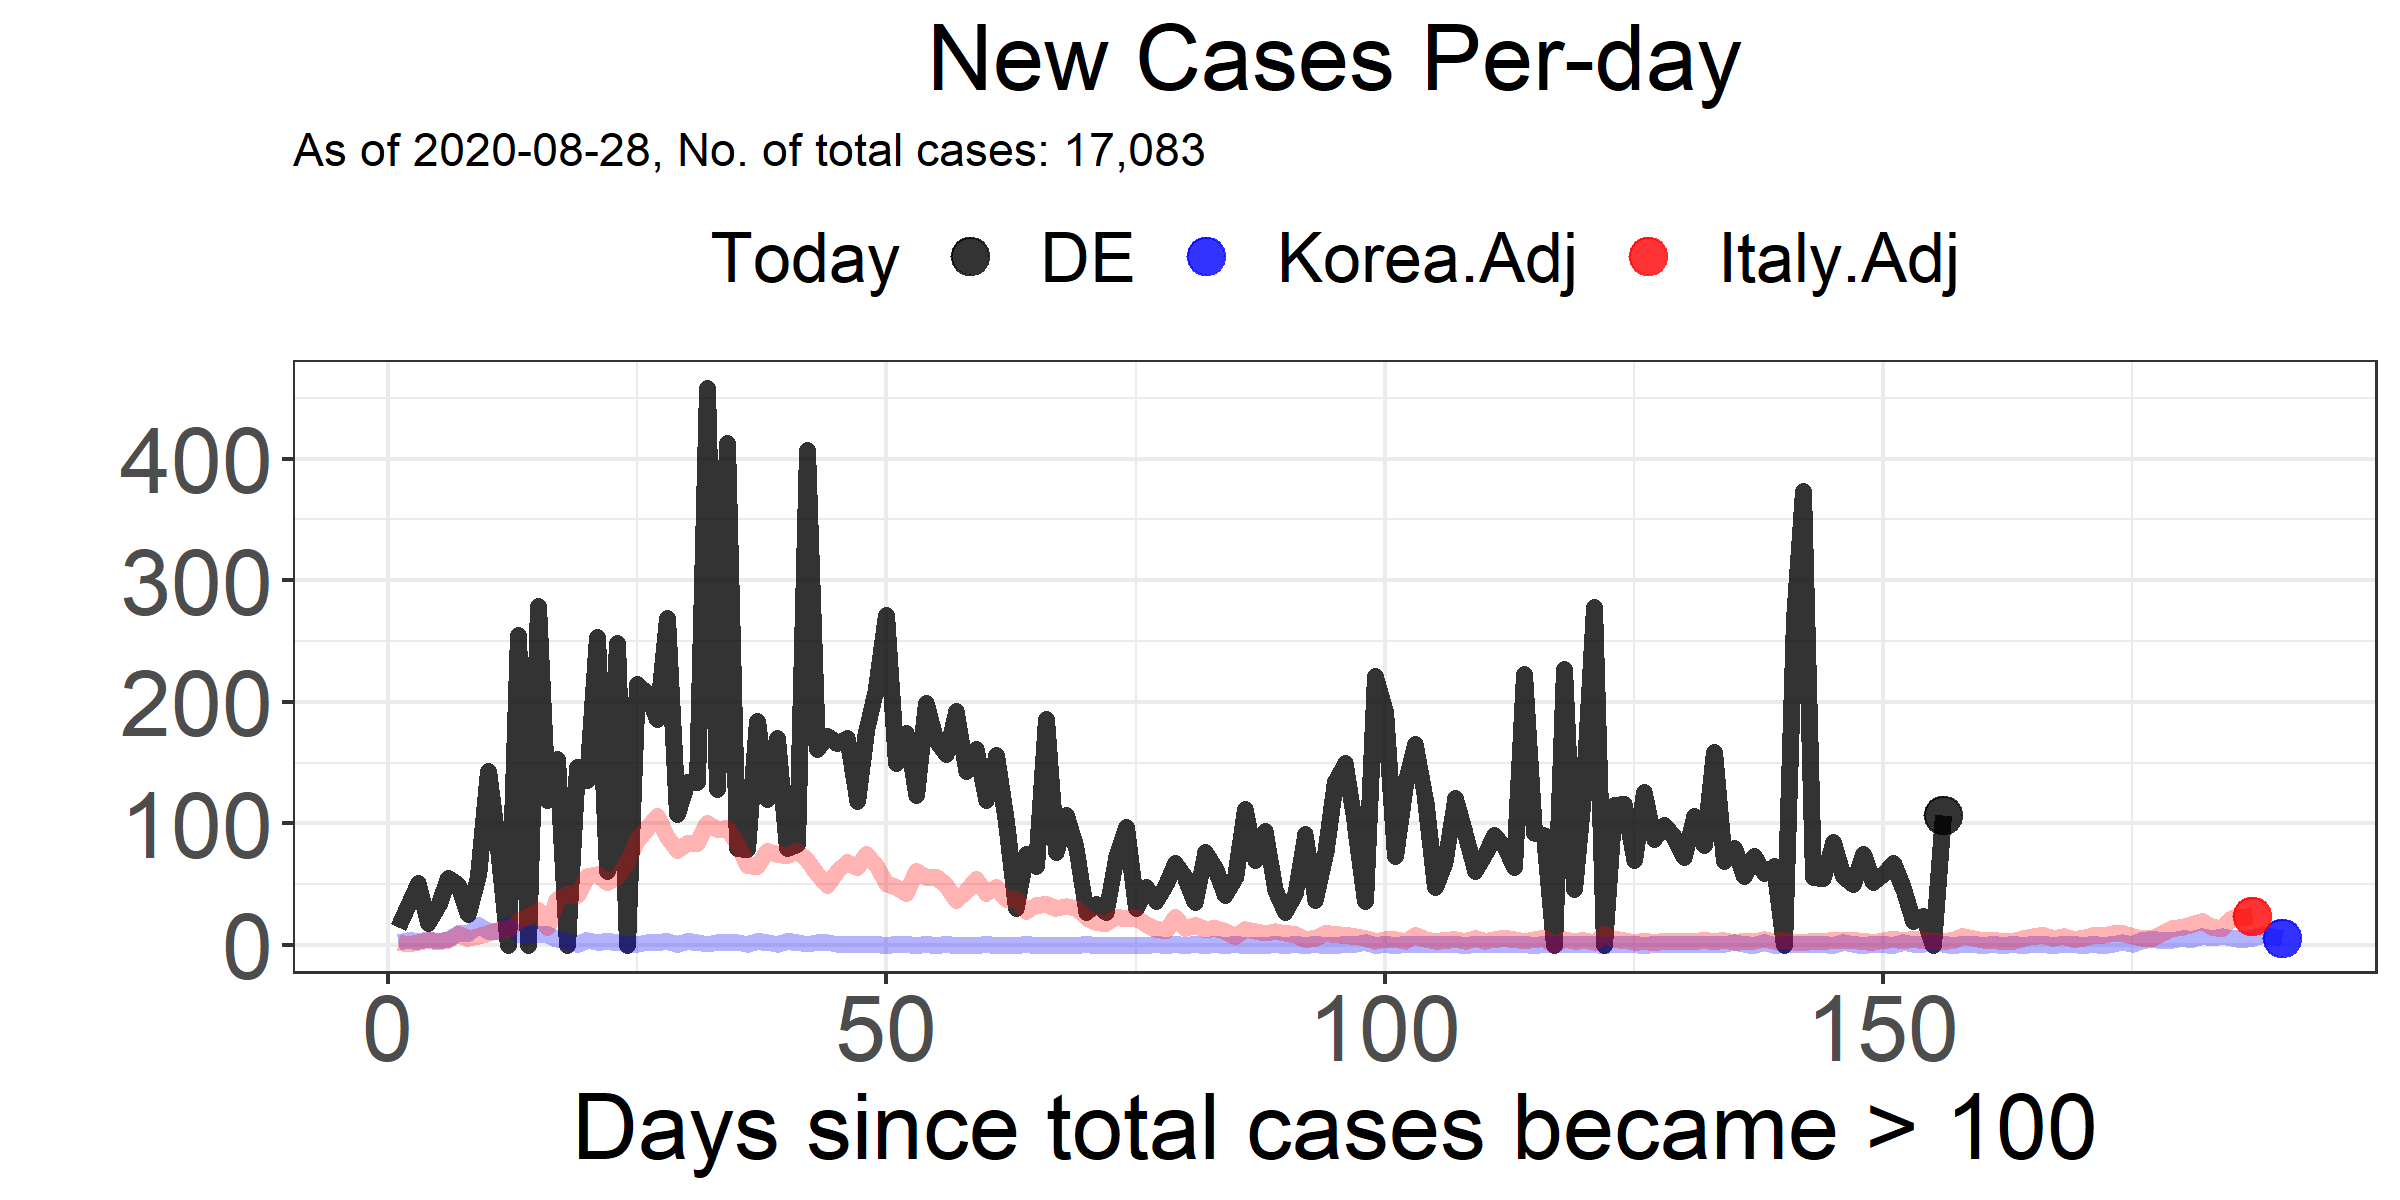 New Cases Per-day
As of 2020-08-28, No. of total cases: 17,083
Today DE Korea.Adj Italy.Adj
400
300
200
100
0
0 50 100 150
Days since total cases became > 100